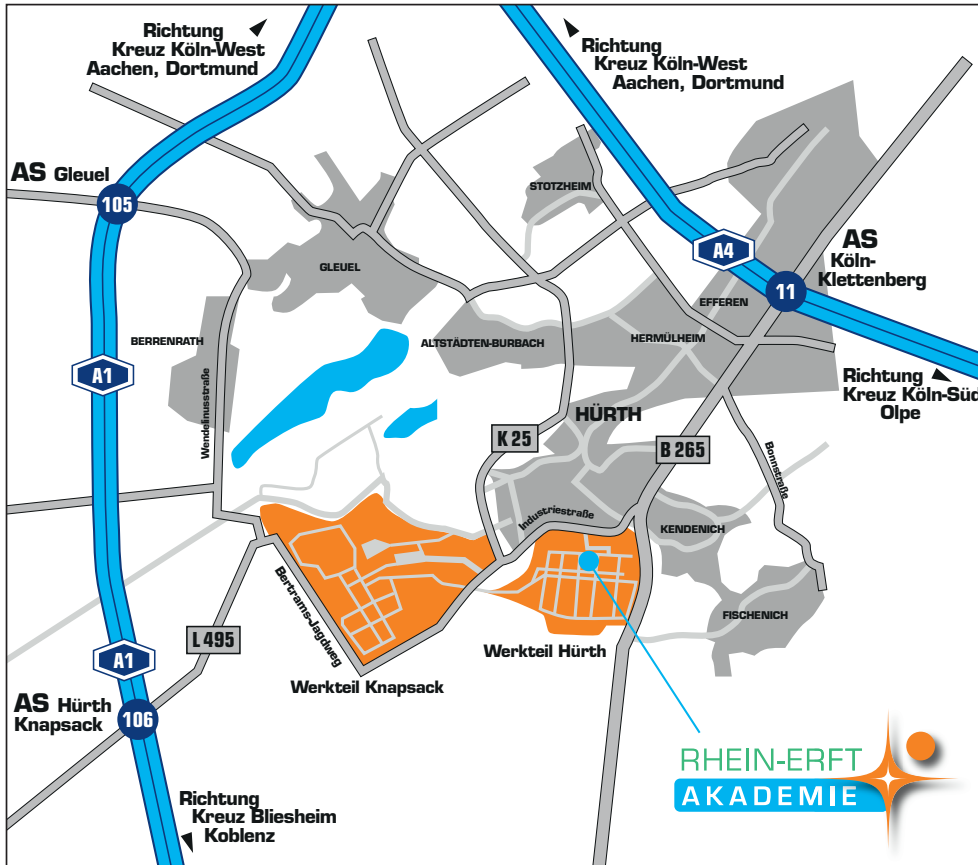 Richtung
Kreuz Köln-West
Aachen, Dortmund
Richtung
Kreuz Köln-West
Aachen, Dortmund
AS Gleuel
105
STOTZHEIM
A4
AS
Köln-
Klettenberg
11
GLEUEL
EFFEREN
BERRENRATH
ALTSTÄDTEN-BURBACH
HERMÜLHEIM
A1
Richtung
Kreuz Köln-Süd
Olpe
Wendelinusstraße
HÜRTH
K 25
B 265
Bonnstraße
Industriestraße
KENDENICH
Bertrams-Jagdweg
FISCHENICH
L 495
A1
Werkteil Hürth
Werkteil Knapsack
AS Hürth
Knapsack
106
RHEIN-ERFT
AKADEMIE
Richtung
Kreuz Bliesheim
Koblenz